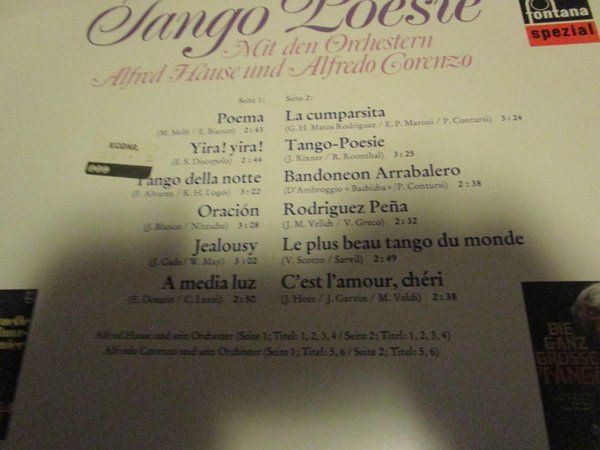 Tango Poesie
fontana
spezial
Mit den Orchestern
Alfred Hause und Alfredo Corenzo
Seite 1:
Poema
(M. Melfi / E. Bianco) 2:43
Yira! yira!
(E. S. Discepolo) 2:44
Tango della notte
(F. Alvarez / K. H. Loges) 3:02
Oración
(J. Blanco / Nitzsche) 3:08
Jealousy
(J. Gade / W. May) 3:02
A media luz
(E. Donato / C. Lenzi) 2:50
Seite 2:
La cumparsita
(G. H. Matos Rodriguez / E. P. Maroni / P. Contursi) 3:24
Tango-Poesie
(J. Rixner / R. Roonthal) 3:25
Bandoneon Arrabalero
(D'Ambroggio «Bachicha» / P. Contursi) 2:38
Rodriguez Peña
(J. M. Velich / V. Greco) 2:32
Le plus beau tango du monde
(V. Scotto / Sarvil) 2:49
C'est l'amour, chéri
(J. Hoes / J. Garvin / M. Veldi) 2:38
Alfred Hause und sein Orchester (Seite 1; Titel: 1, 2, 3, 4 / Seite 2; Titel: 1, 2, 3, 4)
Alfredo Corenzo und sein Orchester (Seite 1; Titel: 5, 6 / Seite 2; Titel: 5, 6)
DIE
GANZ
GROSSE
TANGO